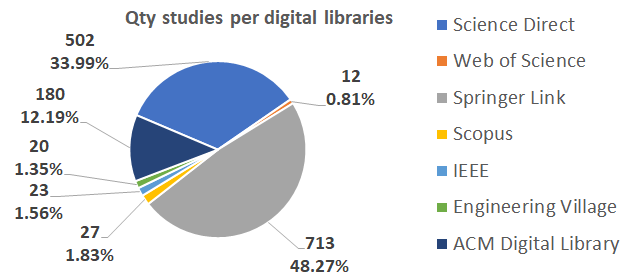 Qty studies per digital libraries
502
33.99%
180
12.19%
20
1.35%
23
1.56%
27
1.83%
12
0.81%
713
48.27%
Science Direct
Web of Science
Springer Link
Scopus
IEEE
Engineering Village
ACM Digital Library